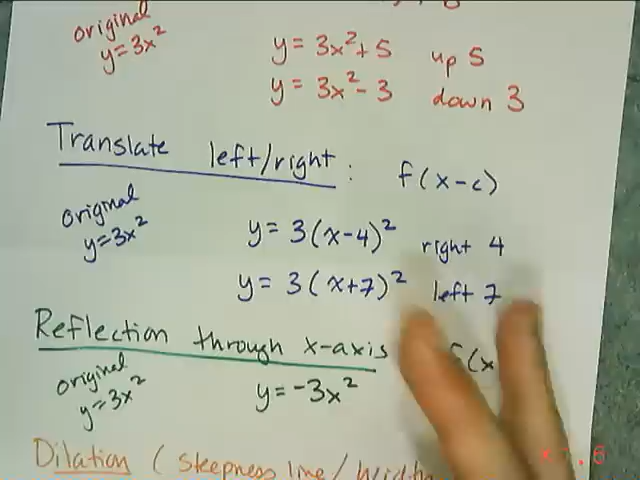 original
y=3x²
y= 3x²+5 up 5
y= 3x²-3 down 3
Translate left/right: f(x-c)
original
y=3x²
y= 3(x-4)² right 4
y= 3(x+7)² left 7
Reflection through x-axis
original
y=3x²
y=-3x²
Dilation (
line/